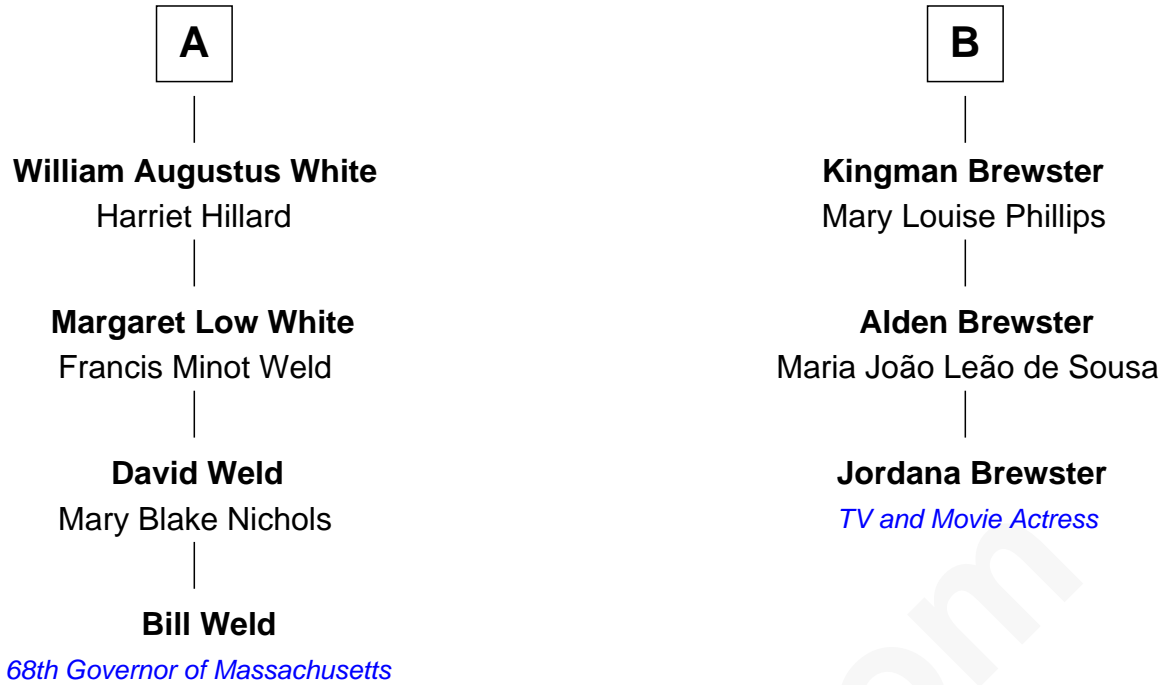 A
William Augustus White
Harriet Hillard
Margaret Low White
Francis Minot Weld
David Weld
Mary Blake Nichols
Bill Weld
68th Governor of Massachusetts
B
Kingman Brewster
Mary Louise Phillips
Alden Brewster
Maria João Leão de Sousa
Jordana Brewster
TV and Movie Actress
om